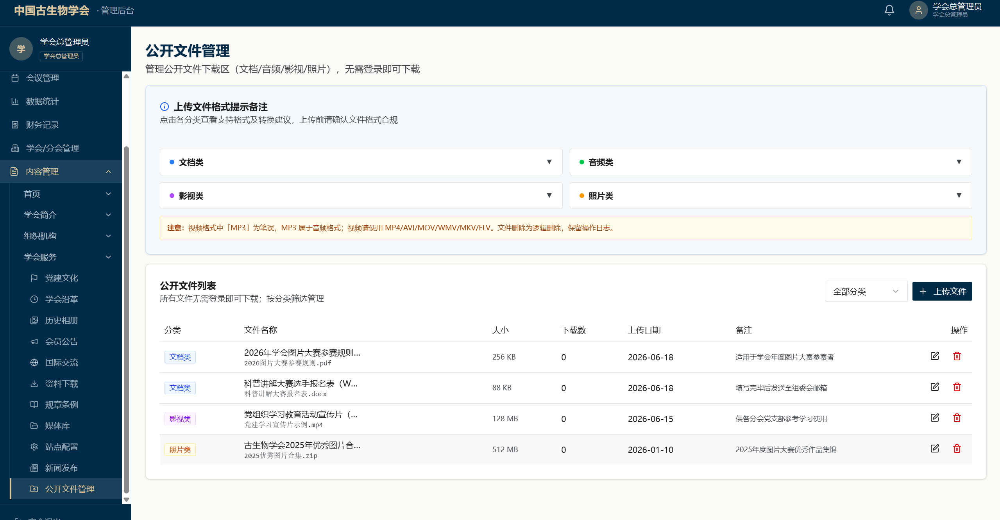 中国古生物学会 · 管理后台
学会总管理员
学会总管理员
学
学会总管理员
学会总管理员
会议管理
数据统计
财务记录
学会/分会管理
内容管理
首页
学会简介
组织机构
学会服务
党建文化
学会沿革
历史相册
会员公告
国际交流
资料下载
规章条例
媒体库
站点配置
新闻发布
公开文件管理
公开文件管理
管理公开文件下载区（文档/音频/影视/照片），无需登录即可下载
上传文件格式提示备注
点击各分类查看支持格式及转换建议，上传前请确认文件格式合规
文档类 ▼
音频类 ▼
影视类 ▼
照片类 ▼
注意：视频格式中「MP3」为笔误，MP3 属于音频格式；视频请使用 MP4/AVI/MOV/WMV/MKV/FLV。文件删除为逻辑删除，保留操作日志。
公开文件列表
所有文件无需登录即可下载；按分类筛选管理
全部分类
上传文件
分类 文件名称 大小 下载数 上传日期 备注 操作
文档类 2026年学会图片大赛参赛规则... 256 KB 0 2026-06-18 适用于学会年度图片大赛参赛者
2026图片大赛参赛规则.pdf
文档类 科普讲解大赛选手报名表（W... 88 KB 0 2026-06-18 填写完毕后发送至组委会邮箱
科普讲解大赛报名表.docx
影视类 党组织学习教育活动宣传片（... 128 MB 0 2026-06-15 供各分会党支部参考学习使用
党建学习宣传片示例.mp4
照片类 古生物学会2025年优秀图片合... 512 MB 0 2026-01-10 2025年度图片大赛优秀作品集锦
2025优秀图片合集.zip